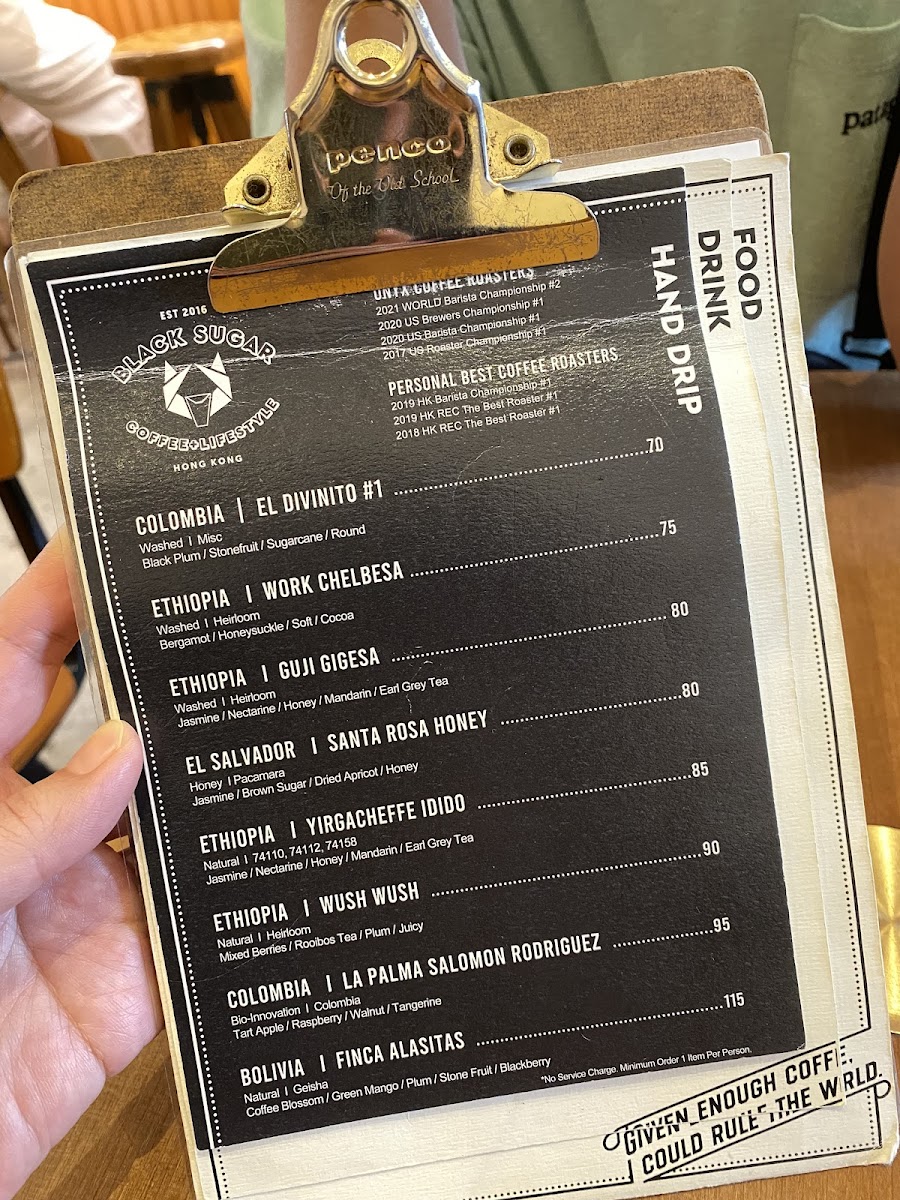 penco
Of the Old School
pata
FOOD
DRINK
HAND DRIP
EST 2016
BLACK SUGAR
COFFEE+LIFESTYLE
HONG KONG
ONYX COFFEE ROASTERS
2021 WORLD Barista Championship #2
2020 US Brewers Championship #1
2020 US Barista Championship #1
2017 US Roaster Championship #1
PERSONAL BEST COFFEE ROASTERS
2019 HK Barista Championship #1
2019 HK REC The Best Roaster #1
2018 HK REC The Best Roaster #1
COLOMBIA | EL DIVINITO #1 70
Washed | Misc
Black Plum / Stonefruit / Sugarcane / Round
ETHIOPIA | WORK CHELBESA 75
Washed | Heirloom
Bergamot / Honeysuckle / Soft / Cocoa
ETHIOPIA | GUJI GIGESA 80
Washed | Heirloom
Jasmine / Nectarine / Honey / Mandarin / Earl Grey Tea
EL SALVADOR | SANTA ROSA HONEY 80
Honey | Pacamara
Jasmine / Brown Sugar / Dried Apricot / Honey
ETHIOPIA | YIRGACHEFFE IDIDO 85
Natural | 74110, 74112, 74158
Jasmine / Nectarine / Honey / Mandarin / Earl Grey Tea
ETHIOPIA | WUSH WUSH 90
Natural | Heirloom
Mixed Berries / Rooibos Tea / Plum / Juicy
COLOMBIA | LA PALMA SALOMON RODRIGUEZ 95
Bio-Innovation | Colombia
Tart Apple / Raspberry / Walnut / Tangerine
BOLIVIA | FINCA ALASITAS 115
Natural | Geisha
Coffee Blossom / Green Mango / Plum / Stone Fruit / Blackberry
*No Service Charge. Minimum Order 1 Item Per Person.
GIVEN ENOUGH COFFE,
COULD RULE THE W RLD.